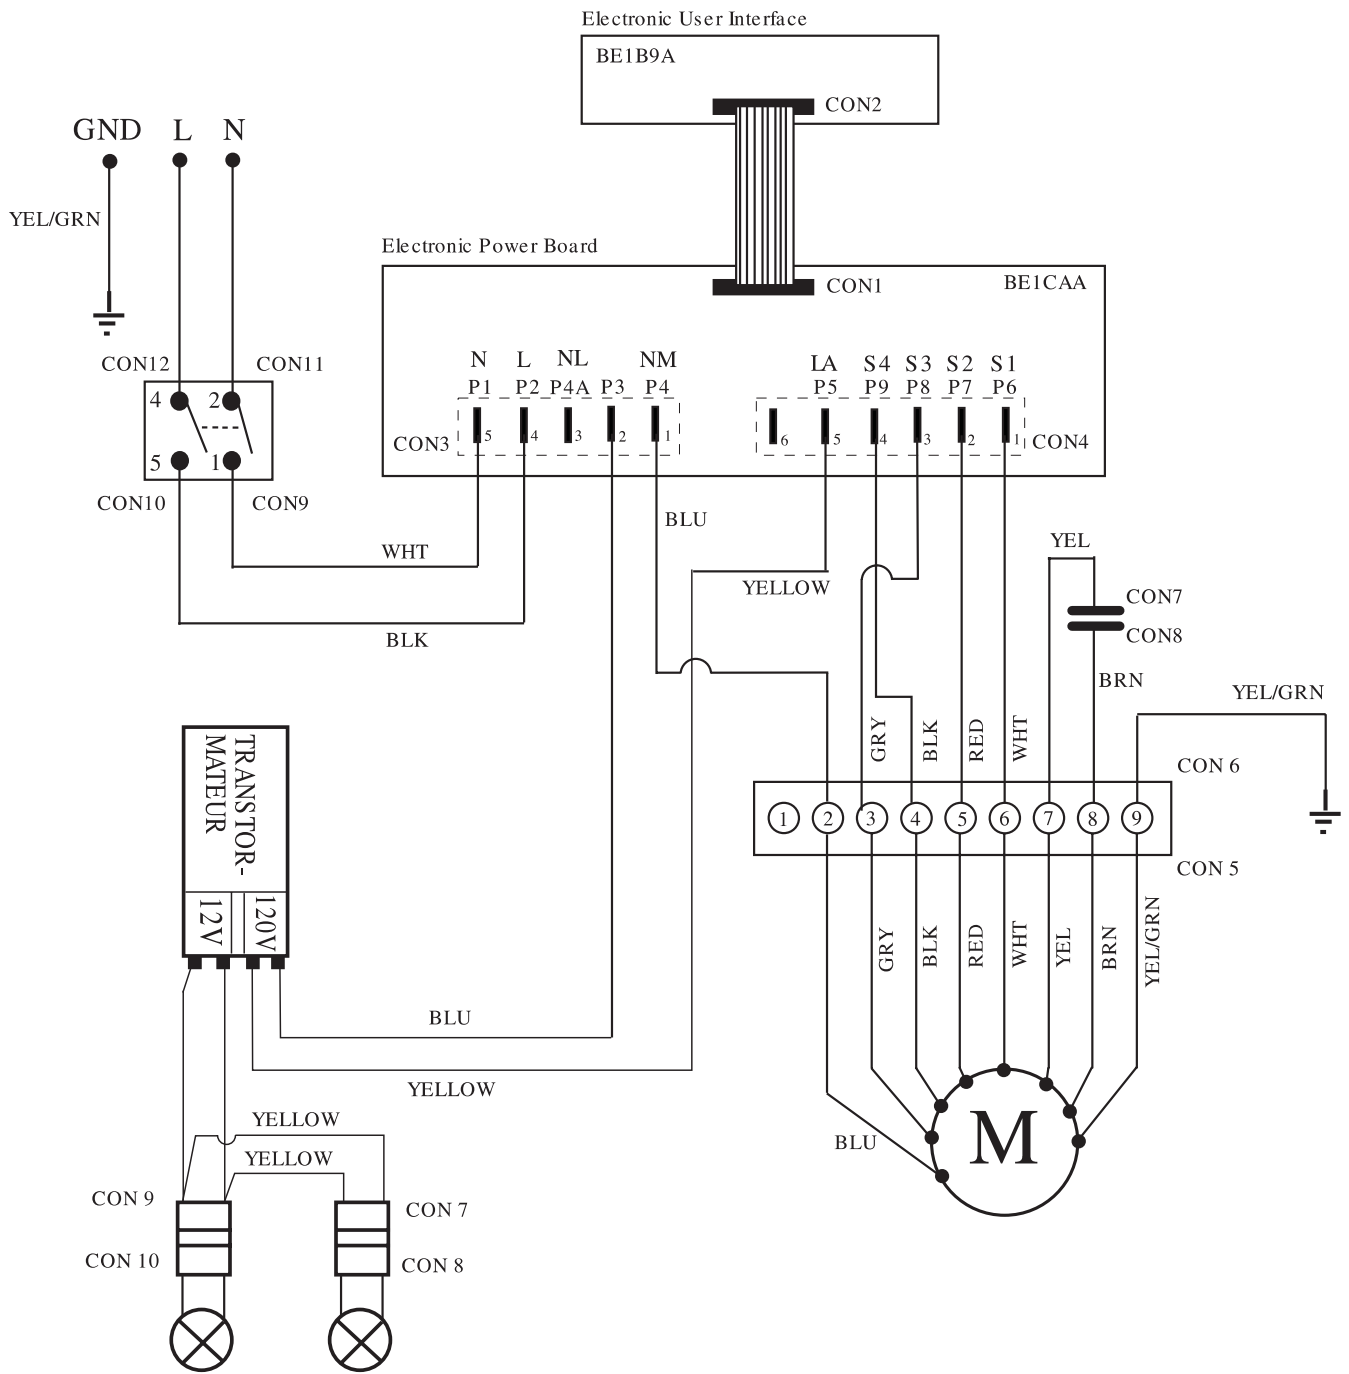 Electronic User Interface
BE1B9A
CON2
GND L N
YEL/GRN
Electronic Power Board
CON1
BE1CAA
CON12 CON11
4 2
5 1
CON10 CON9
N L NL NM
P1 P2 P4A P3 P4
5 4 3 2 1
CON3
LA S4 S3 S2 S1
P5 P9 P8 P7 P6
6 5 4 3 2 1
CON4
BLU
WHT
YELLOW
BLK
YEL
CON7
CON8
BRN
YEL/GRN
GRY
BLK
RED
WHT
CON 6
1 2 3 4 5 6 7 8 9
CON 5
TRANSTOR-
MATEUR
12V
120V
GRY
BLK
RED
WHT
YEL
BRN
YEL/GRN
BLU
YELLOW
YELLOW
YELLOW
BLU
M
CON 9
CON 10
CON 7
CON 8